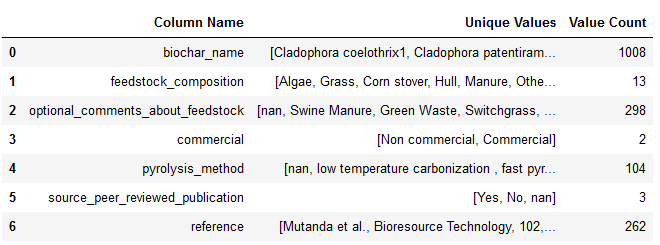 Column Name Unique Values Value Count
0 biochar_name [Cladophora coelothrix1, Cladophora patentiram... 1008
1 feedstock_composition [Algae, Grass, Corn stover, Hull, Manure, Othe... 13
2 optional_comments_about_feedstock [nan, Swine Manure, Green Waste, Switchgrass, ... 298
3 commercial [Non commercial, Commercial] 2
4 pyrolysis_method [nan, low temperature carbonization , fast pyr... 104
5 source_peer_reviewed_publication [Yes, No, nan] 3
6 reference [Mutanda et al., Bioresource Technology, 102,... 262